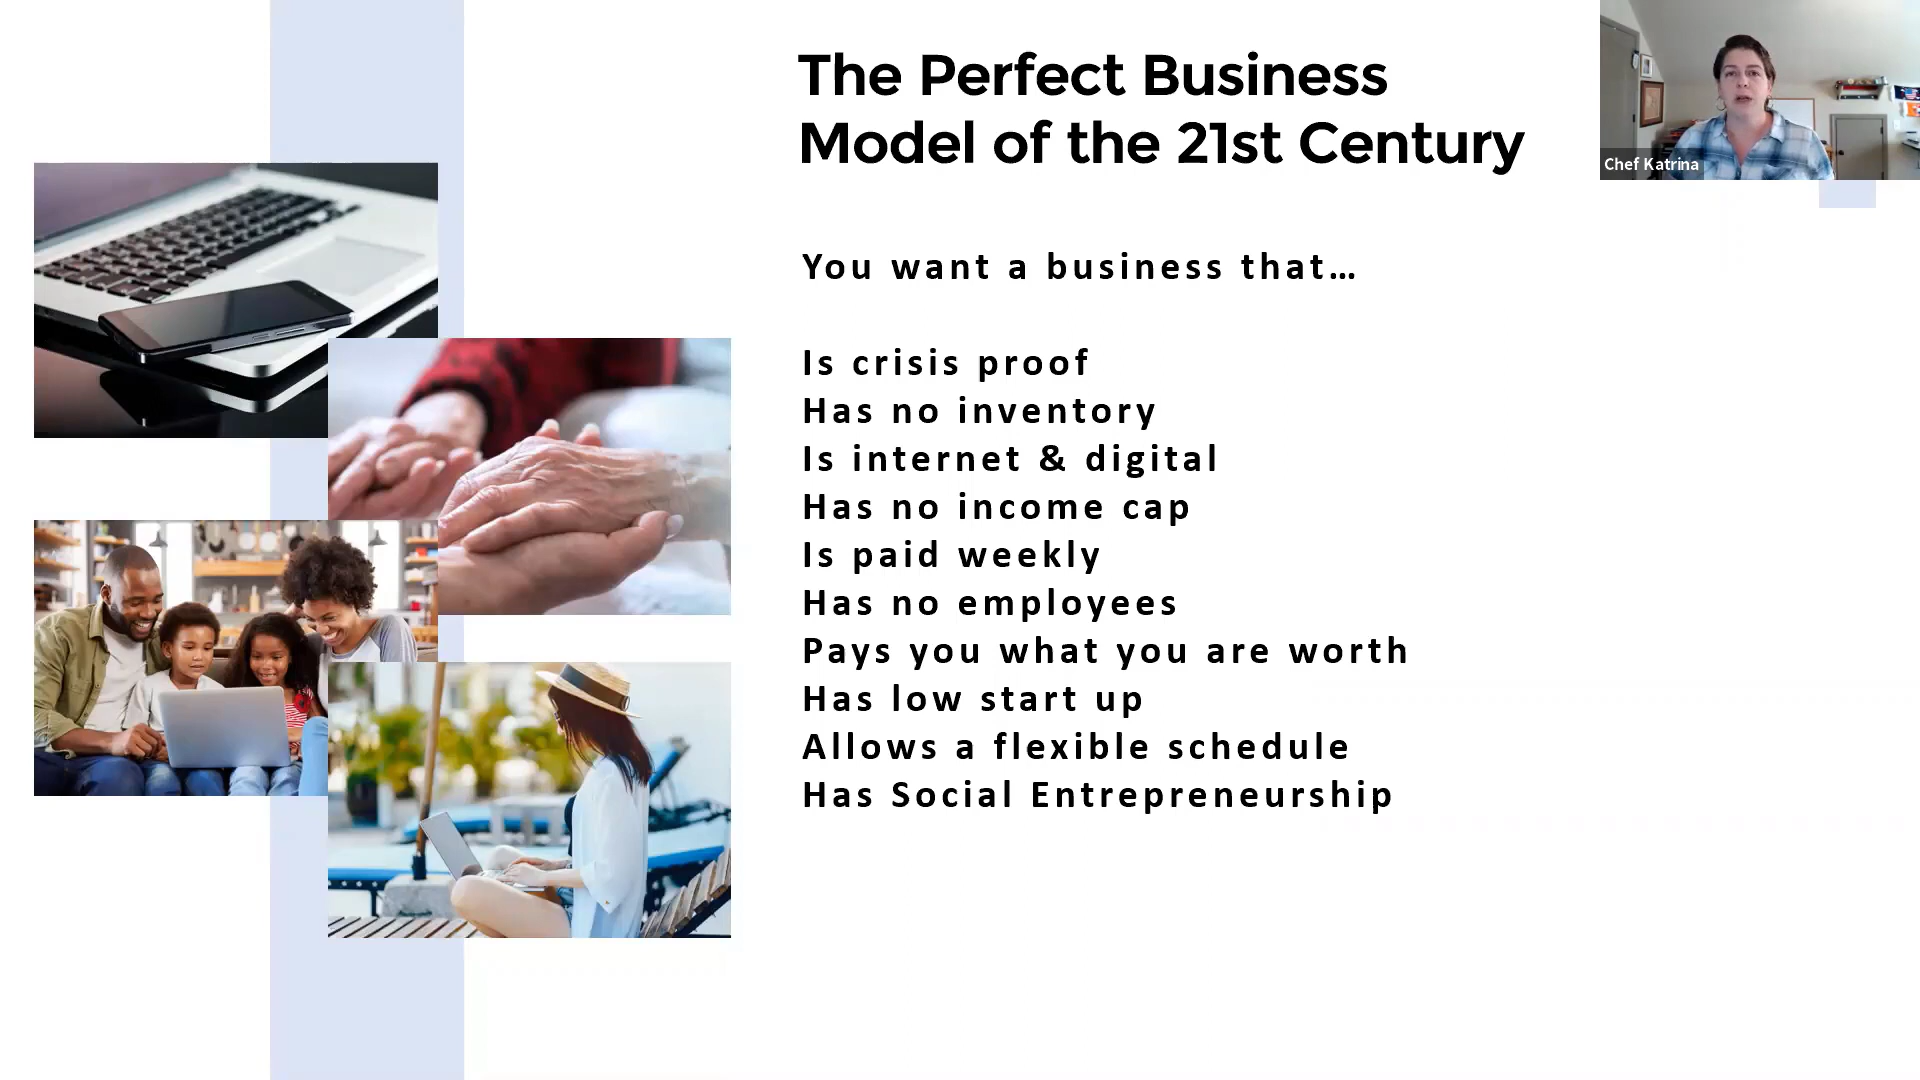 The Perfect Business
Model of the 21st Century
Chef Katrina
You want a business that…
Is crisis proof
Has no inventory
Is internet & digital
Has no income cap
Is paid weekly
Has no employees
Pays you what you are worth
Has low start up
Allows a flexible schedule
Has Social Entrepreneurship